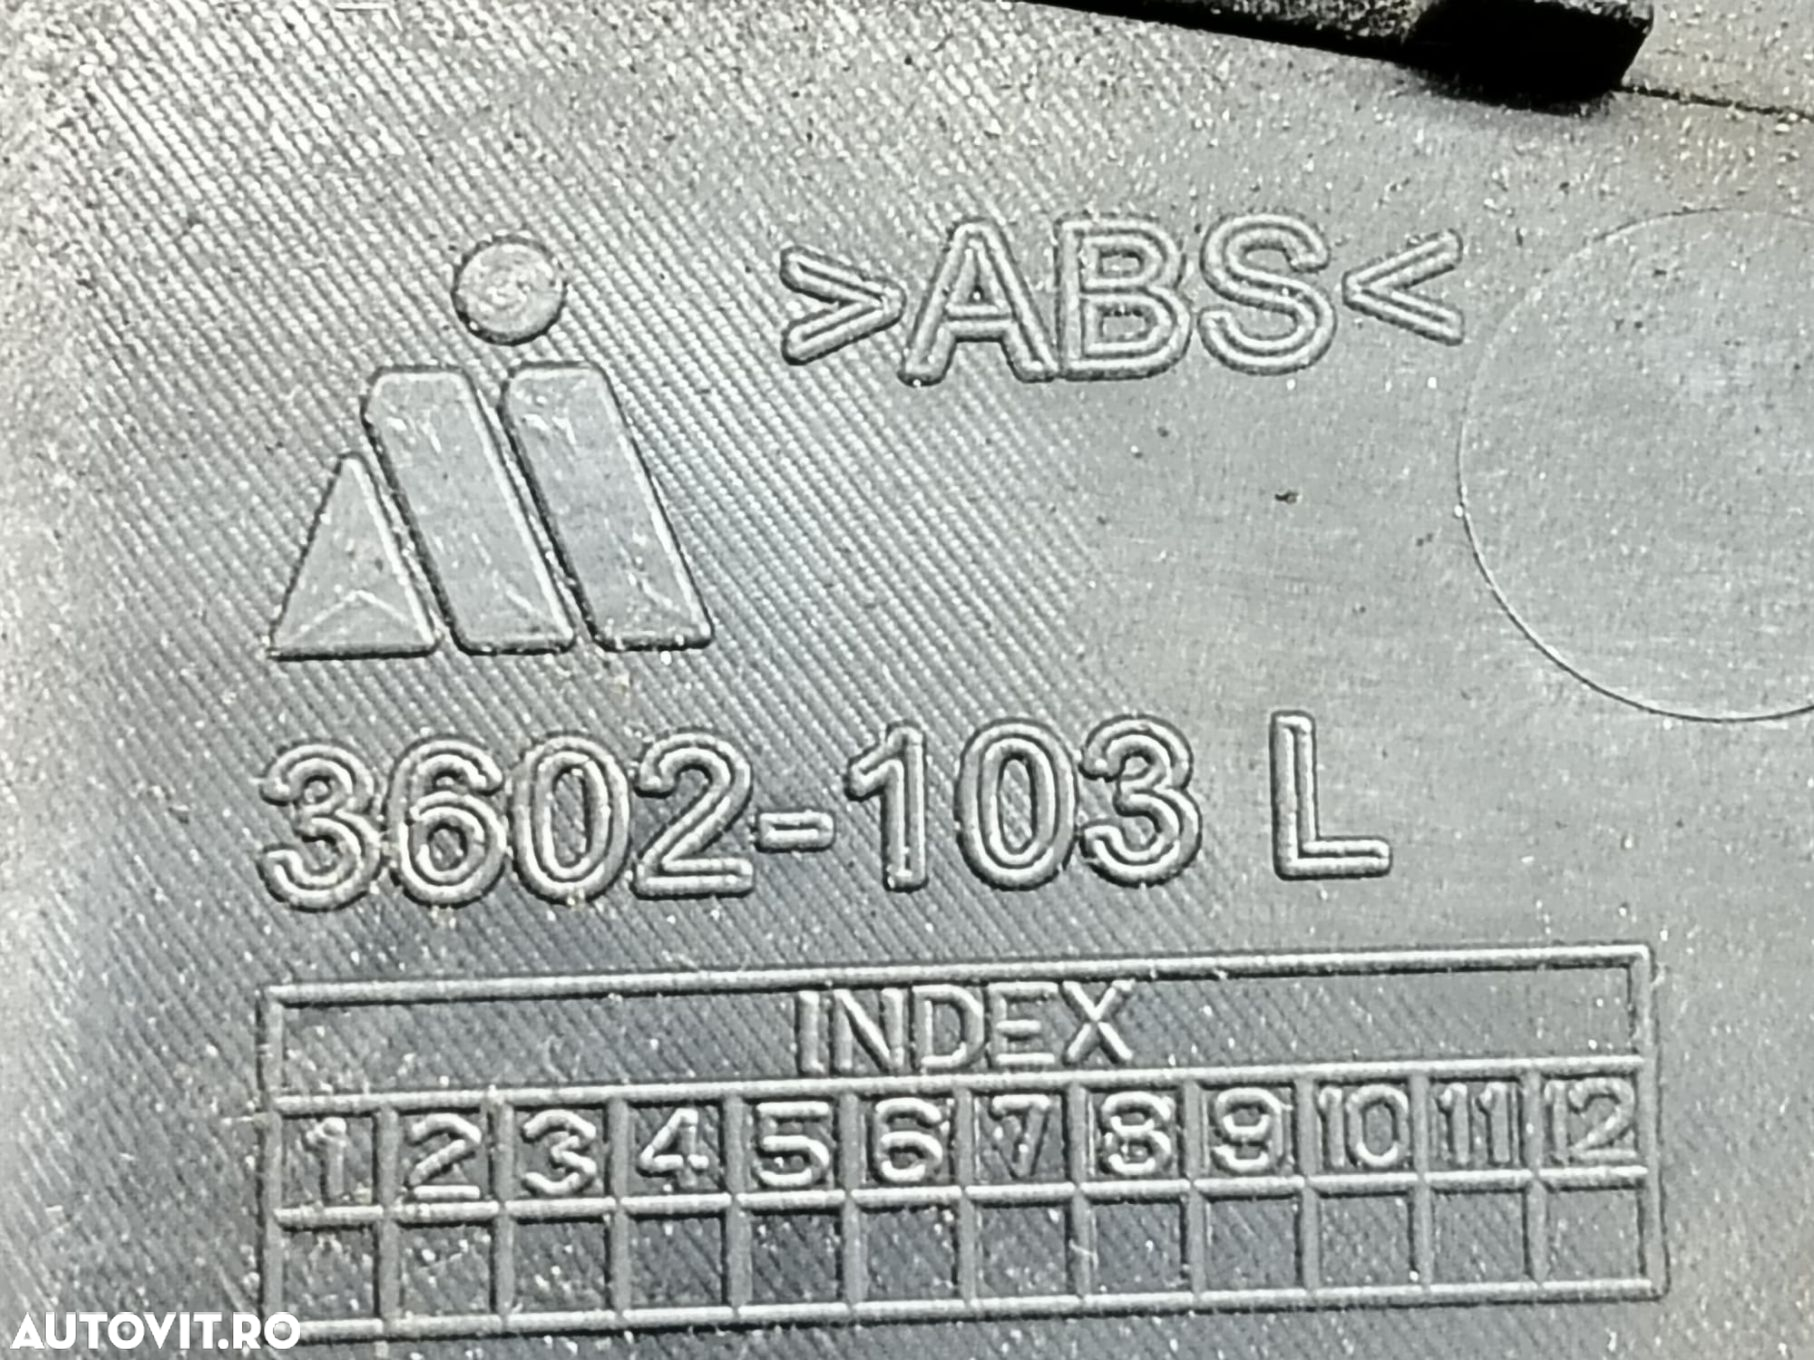 >ABS<
3602-103 L
INDEX
1 2 3 4 5 6 7 8 9 10 11 12
AUTOVIT.RO